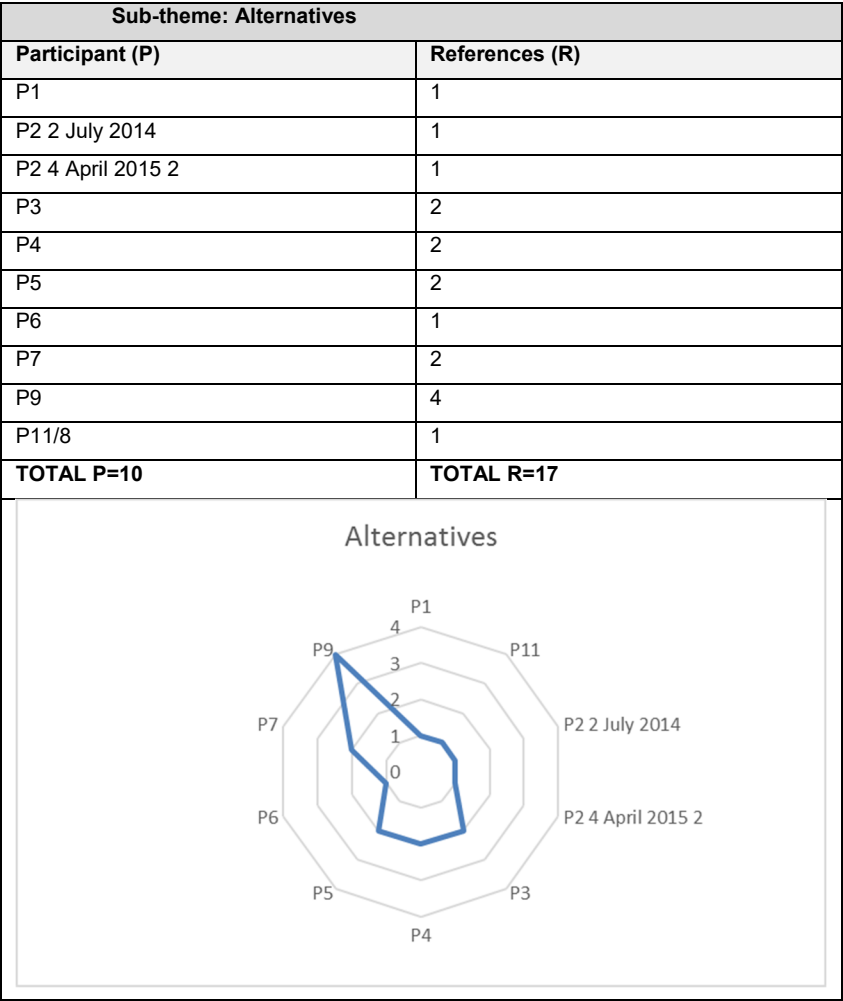 Sub-theme: Alternatives
Participant (P) References (R)
P1 1
P2 2 July 2014 1
P2 4 April 2015 2 1
P3 2
P4 2
P5 2
P6 1
P7 2
P9 4
P11/8 1
TOTAL P=10 TOTAL R=17
Alternatives
P1
4
P9 P11
3
2
P7 P2 2 July 2014
1
0
P6 P2 4 April 2015 2
P5 P3
P4